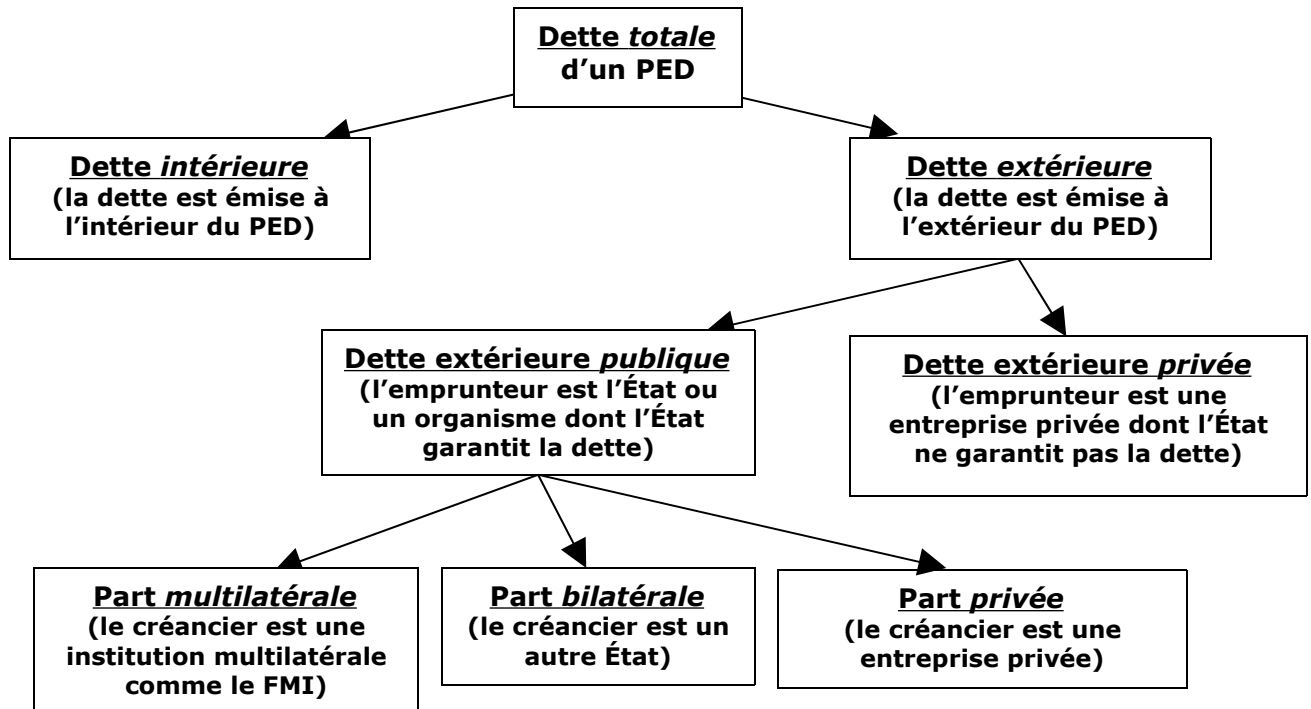 Dette totale
d’un PED
Dette intérieure
(la dette est émise à
l’intérieur du PED)
Dette extérieure
(la dette est émise à
l’extérieur du PED)
Dette extérieure publique
(l’emprunteur est l’État ou
un organisme dont l’État
garantit la dette)
Dette extérieure privée
(l’emprunteur est une
entreprise privée dont l’État
ne garantit pas la dette)
Part multilatérale
(le créancier est une
institution multilatérale
comme le FMI)
Part bilatérale
(le créancier est un
autre État)
Part privée
(le créancier est une
entreprise privée)